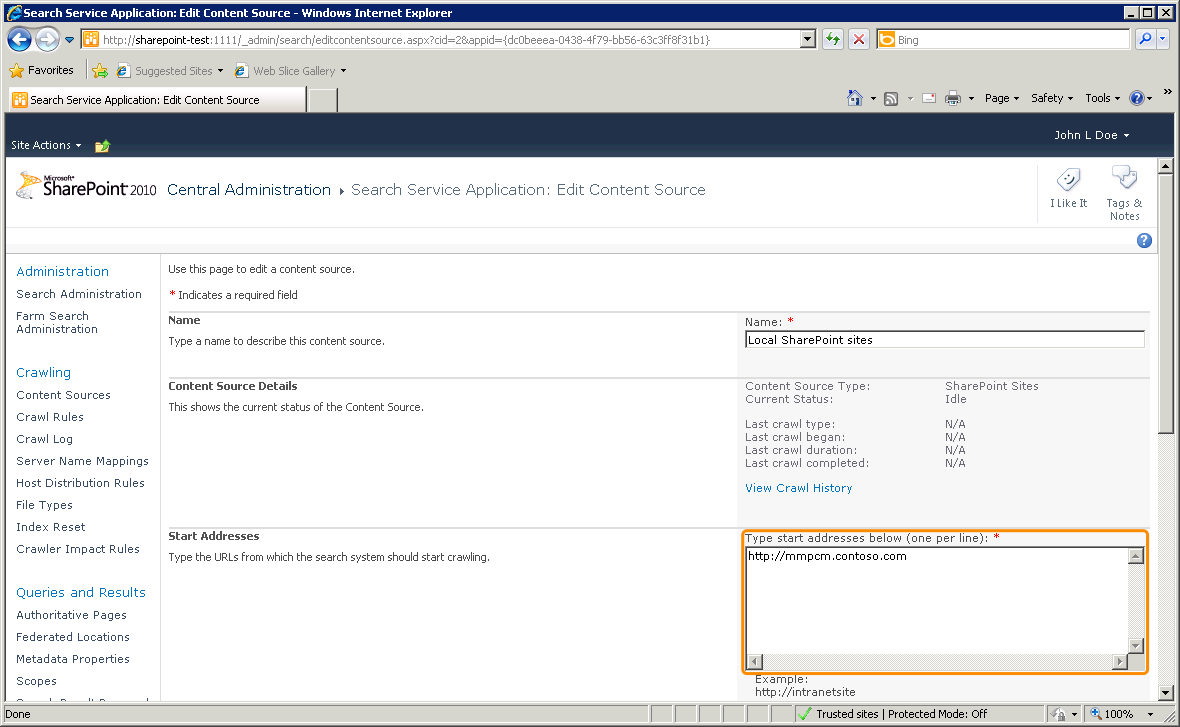 Search Service Application: Edit Content Source - Windows Internet Explorer
http://sharepoint-test:1111/_admin/search/editcontentsource.aspx?cid=2&appid={dc0beeea-0438-4f79-bb56-63c3ff8f31b1}
Bing
Favorites
Suggested Sites
Web Slice Gallery
Search Service Application: Edit Content Source
Page
Safety
Tools
»
John L Doe
Site Actions
Microsoft
SharePoint 2010
Central Administration
Search Service Application: Edit Content Source
I Like It
Tags &
Notes
Administration
Search Administration
Farm Search
Administration
Crawling
Content Sources
Crawl Rules
Crawl Log
Server Name Mappings
Host Distribution Rules
File Types
Index Reset
Crawler Impact Rules
Queries and Results
Authoritative Pages
Federated Locations
Metadata Properties
Scopes
Use this page to edit a content source.
* Indicates a required field
Name
Type a name to describe this content source.
Name: *
Local SharePoint sites
Content Source Details
This shows the current status of the Content Source.
Content Source Type: SharePoint Sites
Current Status: Idle
Last crawl type: N/A
Last crawl began: N/A
Last crawl duration: N/A
Last crawl completed: N/A
View Crawl History
Start Addresses
Type the URLs from which the search system should start crawling.
Type start addresses below (one per line): *
http://mmpcm.contoso.com
Example:
http://intranetsite
Done
Trusted sites | Protected Mode: Off
100%